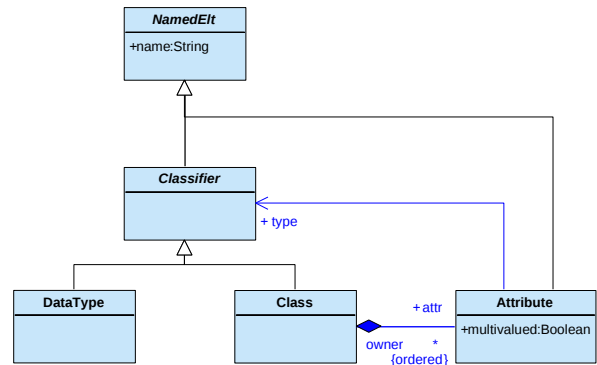 NamedElt
+name:String
Classifier
+ type
DataType
Class
+attr
Attribute
+multivalued:Boolean
owner *
{ordered}